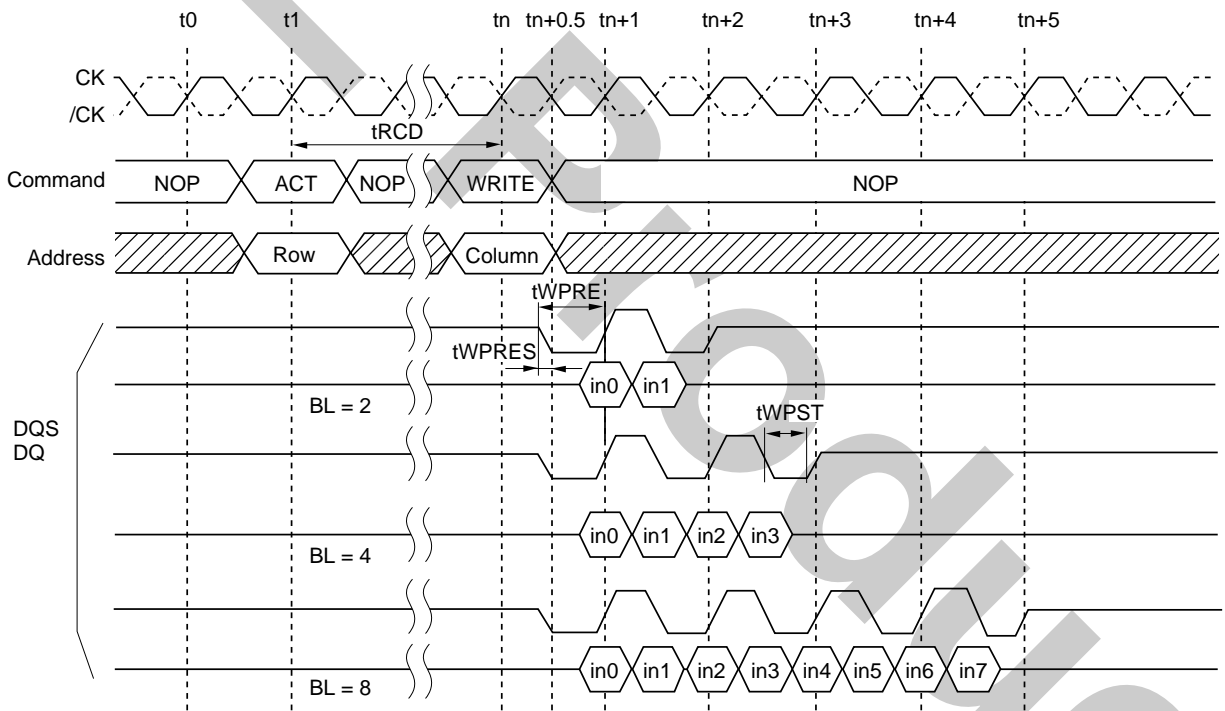 t0 t1 tn tn+0.5 tn+1 tn+2 tn+3 tn+4 tn+5
CK
/CK
tRCD
Command NOP ACT NOP WRITE NOP
Address Row Column
tWPRE
tWPRES
in0 in1
BL = 2
tWPST
DQS
DQ
in0 in1 in2 in3
BL = 4
in0 in1 in2 in3 in4 in5 in6 in7
BL = 8